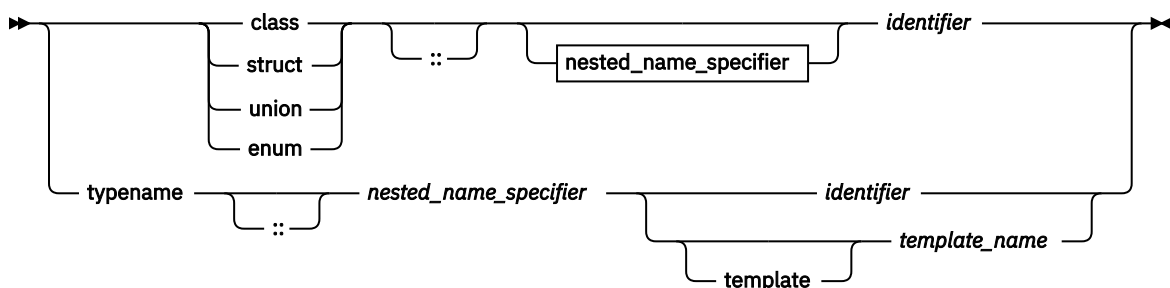 class identifier
struct :: nested_name_specifier
union
enum
typename nested_name_specifier identifier
::
template_name
template